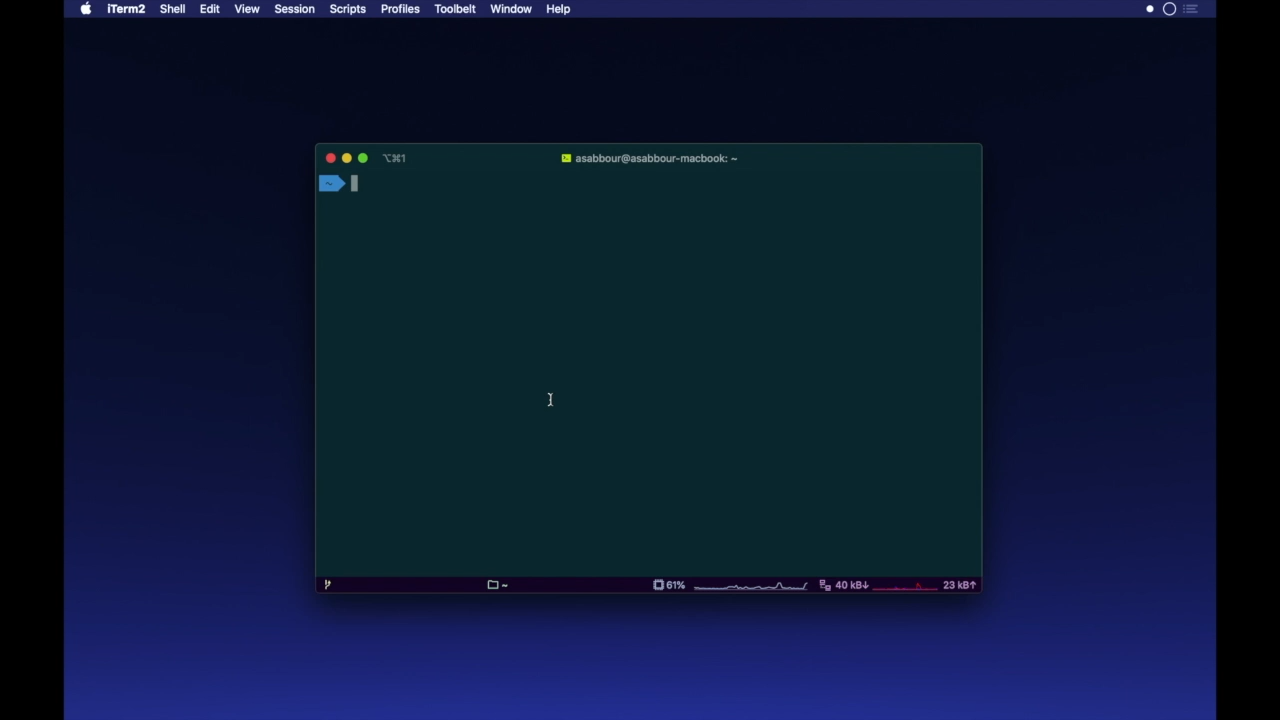 iTerm2 Shell Edit View Session Scripts Profiles Toolbelt Window Help
⌥⌘1 asabbour@asabbour-macbook: ~
~
~ 61% 40 kB↓ 23 kB↑